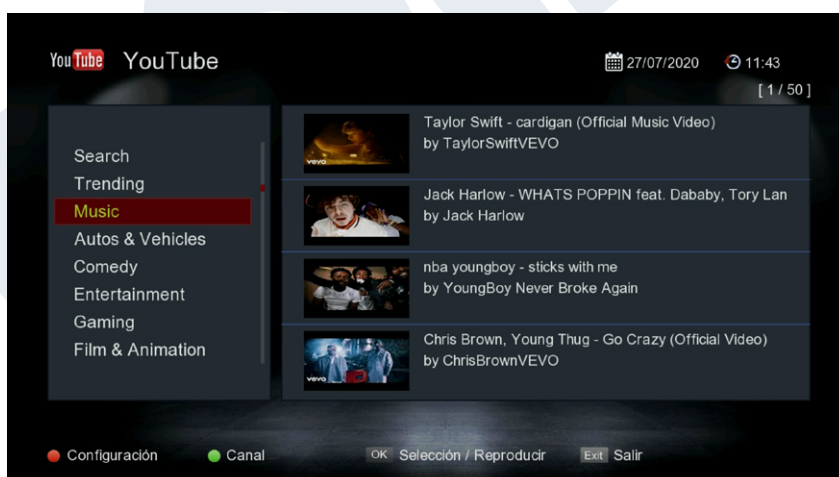 YouTube YouTube
27/07/2020 11:43
[ 1 / 50 ]
Search
Trending
Music
Autos & Vehicles
Comedy
Entertainment
Gaming
Film & Animation
vevo
Taylor Swift - cardigan (Official Music Video)
by TaylorSwiftVEVO
Jack Harlow - WHATS POPPIN feat. Dababy, Tory Lan
by Jack Harlow
nba youngboy - sticks with me
by YoungBoy Never Broke Again
vevo
Chris Brown, Young Thug - Go Crazy (Official Video)
by ChrisBrownVEVO
Configuración Canal OK Selección / Reproducir Exit Salir